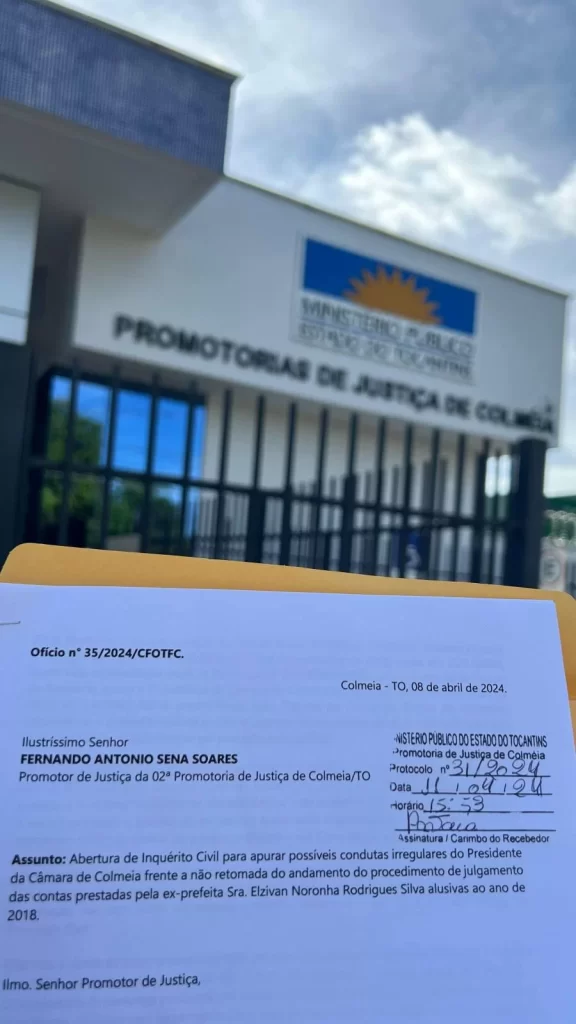 MINISTÉRIO PÚBLICO
ESTADO DO TOCANTINS
PROMOTORIAS DE JUSTIÇA DE COLMÉIA
Ofício n° 35/2024/CFOTFC.
Colmeia - TO, 08 de abril de 2024.
Ilustríssimo Senhor
FERNANDO ANTONIO SENA SOARES
Promotor de Justiça da 02ª Promotoria de Justiça de Colmeia/TO
NISTÉRIO PÚBLICO DO ESTADO DO TOCANTINS
Promotoria de Justiça de Colméia
Protocolo nº 31/2024
Data 11/04/24
Horário 15:53
Assinatura / Carimbo do Recebedor
Assunto: Abertura de Inquérito Civil para apurar possíveis condutas irregulares do Presidente
da Câmara de Colmeia frente a não retomada do andamento do procedimento de julgamento
das contas prestadas pela ex-prefeita Sra. Elzivan Noronha Rodrigues Silva alusivas ao ano de
2018.
Ilmo. Senhor Promotor de Justiça,